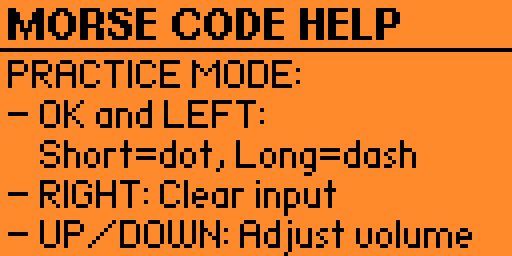 MORSE CODE HELP
PRACTICE MODE:
- OK and LEFT:
Short=dot, Long=dash
- RIGHT: Clear input
- UP/DOWN: Adjust volume